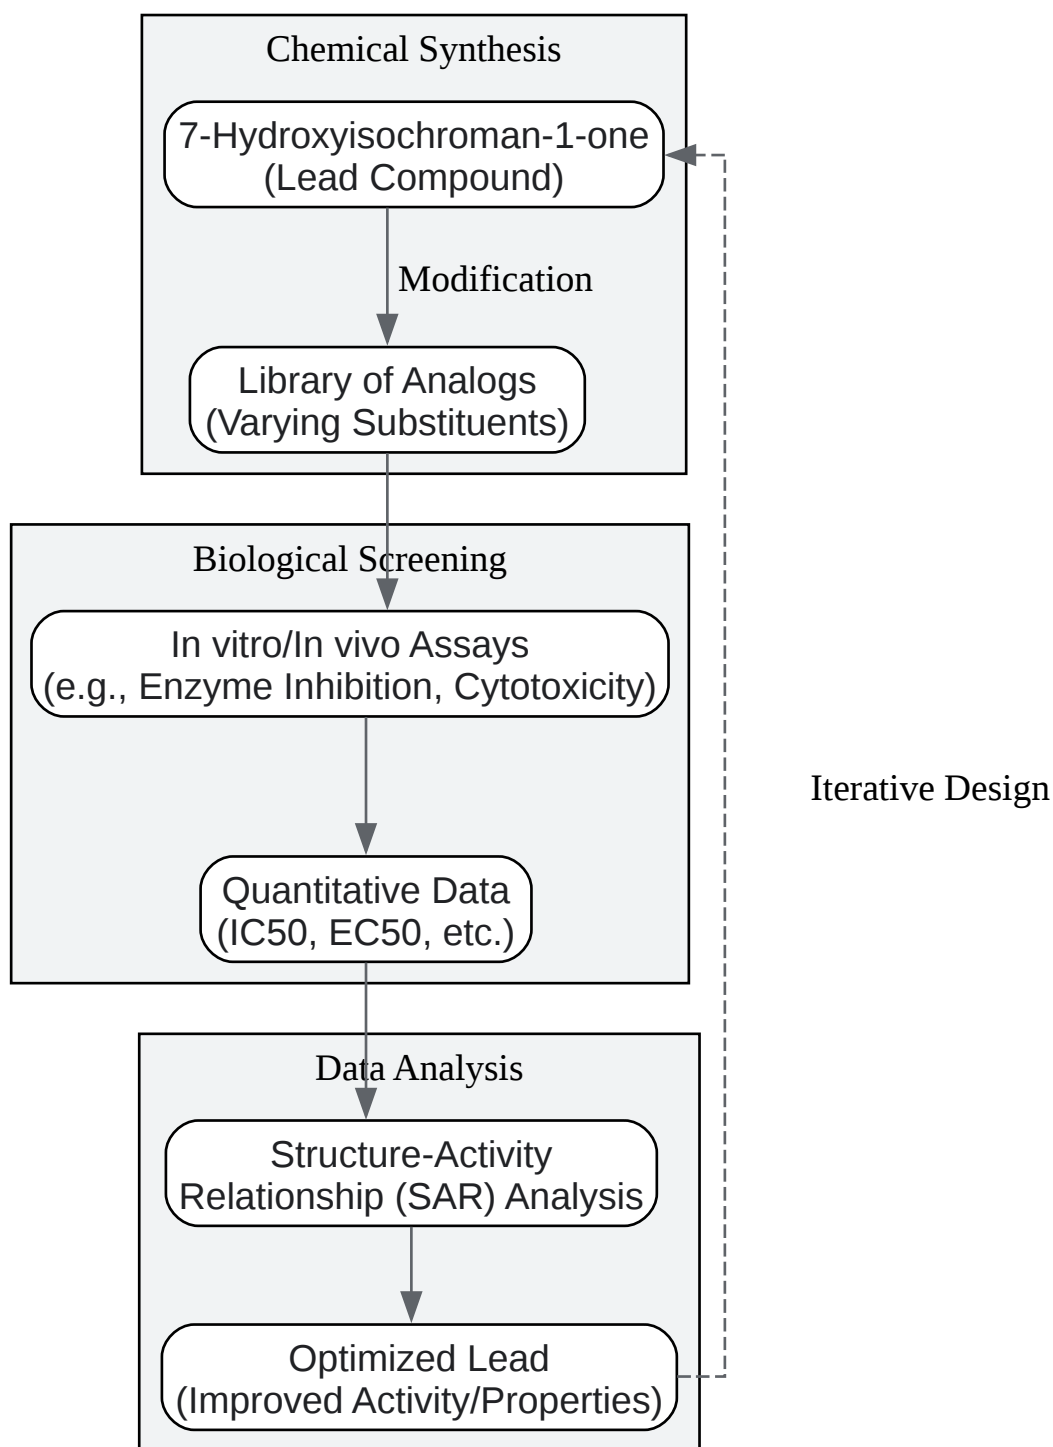 Chemical Synthesis
7-Hydroxyisochroman-1-one
(Lead Compound)
Modification
Library of Analogs
(Varying Substituents)
Biological Screening
In vitro/In vivo Assays
(e.g., Enzyme Inhibition, Cytotoxicity)
Iterative Design
Quantitative Data
(IC50, EC50, etc.)
Data Analysis
Structure-Activity
Relationship (SAR) Analysis
Optimized Lead
(Improved Activity/Properties)